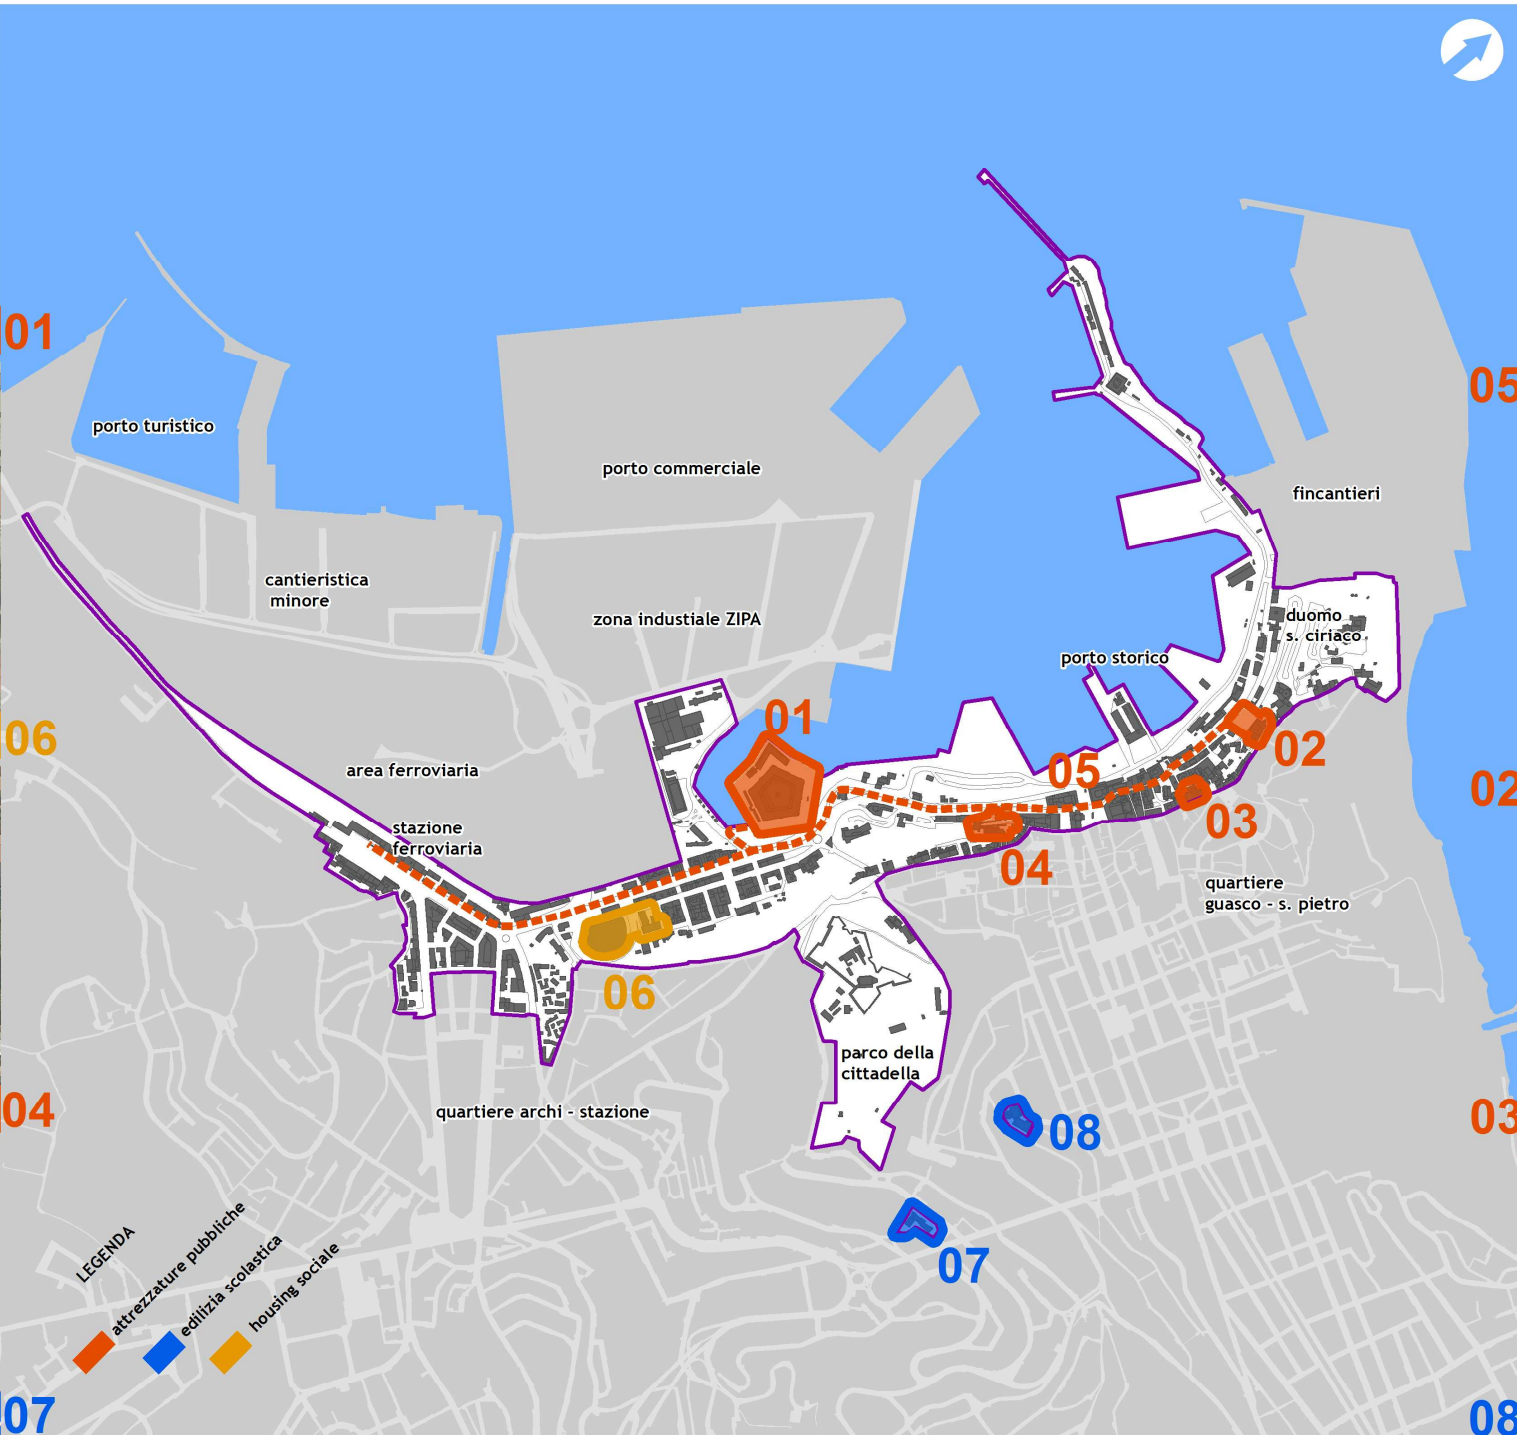 01
05
porto turistico
porto commerciale
fincantieri
cantieristica
minore
zona industiale ZIPA
duomo
s. ciriaco
porto storico
01
06
02
05
area ferroviaria
02
03
stazione
ferroviaria
04
quartiere
guasco - s. pietro
06
parco della
cittadella
04
quartiere archi - stazione
08
03
07
LEGENDA
attrezzature pubbliche
edilizia scolastica
housing sociale
07
08